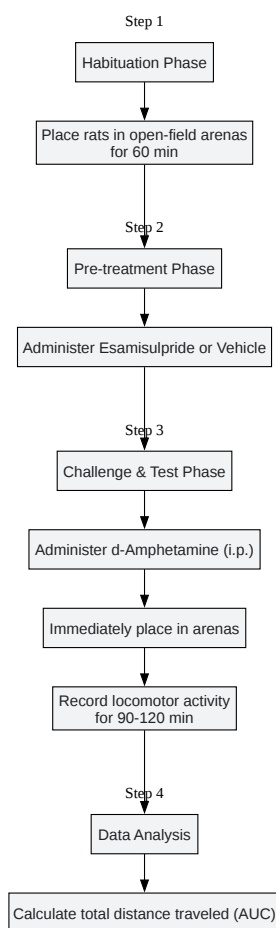 Step 1
Habituation Phase
Place rats in open-field arenas
for 60 min
Step 2
Pre-treatment Phase
Administer Esamisulpride or Vehicle
Step 3
Challenge & Test Phase
Administer d-Amphetamine (i.p.)
Immediately place in arenas
Record locomotor activity
for 90-120 min
Step 4
Data Analysis
Calculate total distance traveled (AUC)